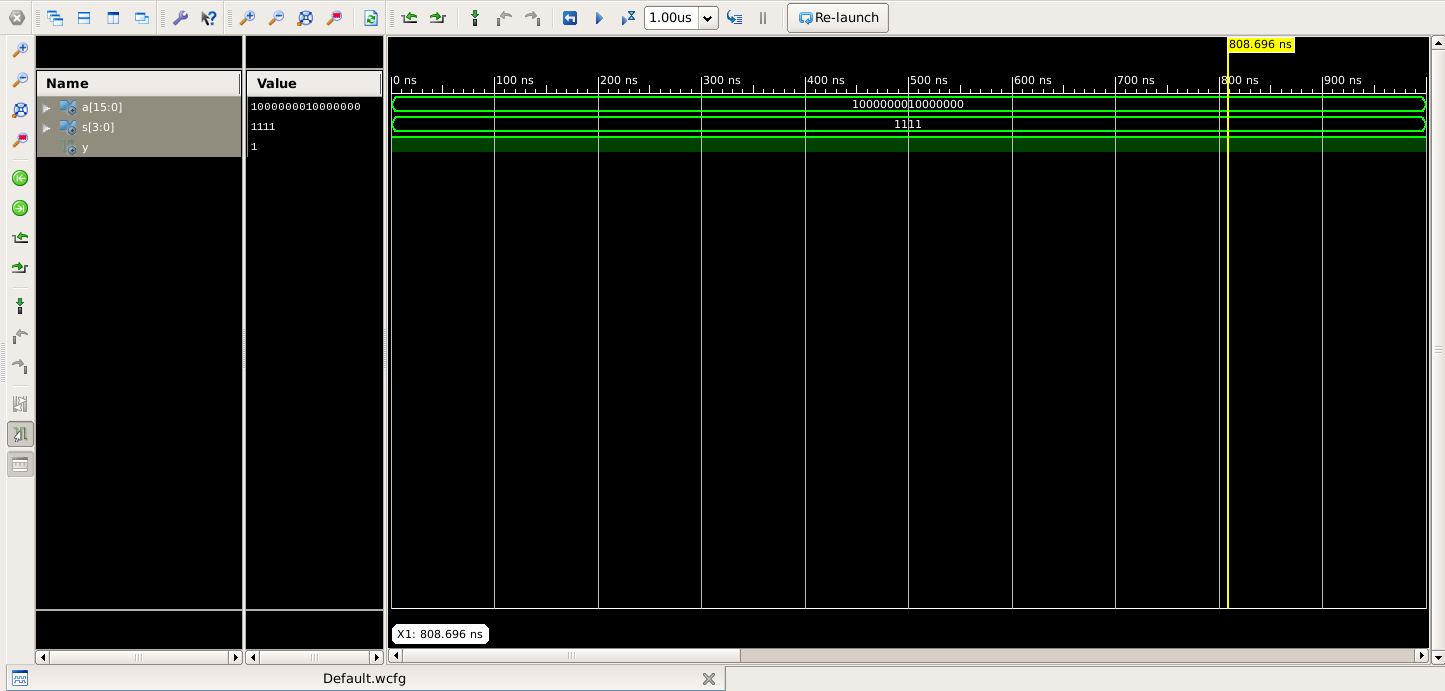 1.00us
Re-launch
808.696 ns
Name
Value
0 ns
100 ns
200 ns
300 ns
400 ns
500 ns
600 ns
700 ns
800 ns
900 ns
a[15:0]
1000000010000000
1000000010000000
s[3:0]
1111
1111
y
1
X1: 808.696 ns
Default.wcfg